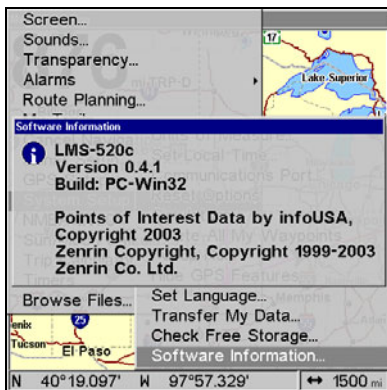 Screen...
Sounds...
Transparency...
Alarms
Route Planning...
17
Lake Superior
Software Information
LMS-520c
Version 0.4.1
Build: PC-Win32
Points of Interest Data by infoUSA,
Copyright 2003
Zenrin Copyright, Copyright 1999-2003
Zenrin Co. Ltd.
Browse Files...
Set Language...
Transfer My Data...
Check Free Storage...
Software Information...
25
Tucson
El Paso
N 40°19.097' W 97°57.329' ↔ 1500 mi